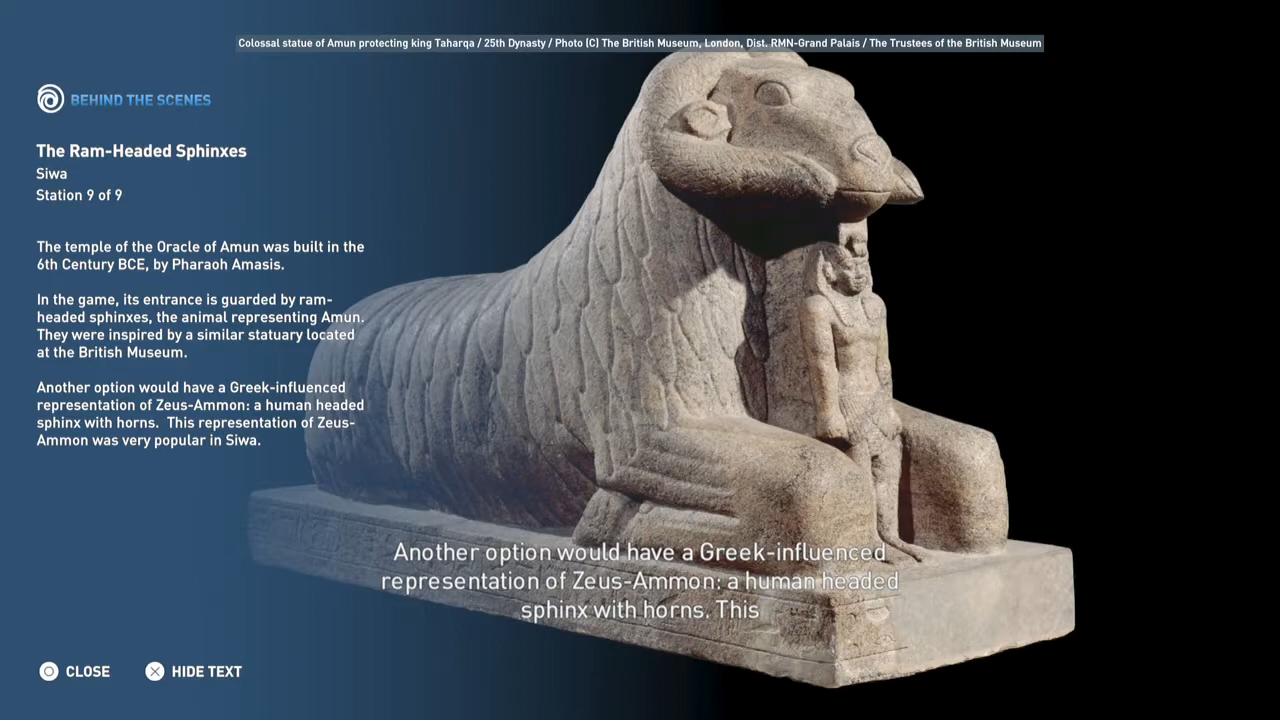 Colossal statue of Amun protecting king Taharqa / 25th Dynasty / Photo (C) The British Museum, London, Dist. RMN-Grand Palais / The Trustees of the British Museum
BEHIND THE SCENES
The Ram-Headed Sphinxes
Siwa
Station 9 of 9
The temple of the Oracle of Amun was built in the
6th Century BCE, by Pharaoh Amasis.
In the game, its entrance is guarded by ram-
headed sphinxes, the animal representing Amun.
They were inspired by a similar statuary located
at the British Museum.
Another option would have a Greek-influenced
representation of Zeus-Ammon: a human headed
sphinx with horns.  This representation of Zeus-
Ammon was very popular in Siwa.
Another option would have a Greek-influenced
representation of Zeus-Ammon: a human headed
sphinx with horns. This
CLOSE
HIDE TEXT